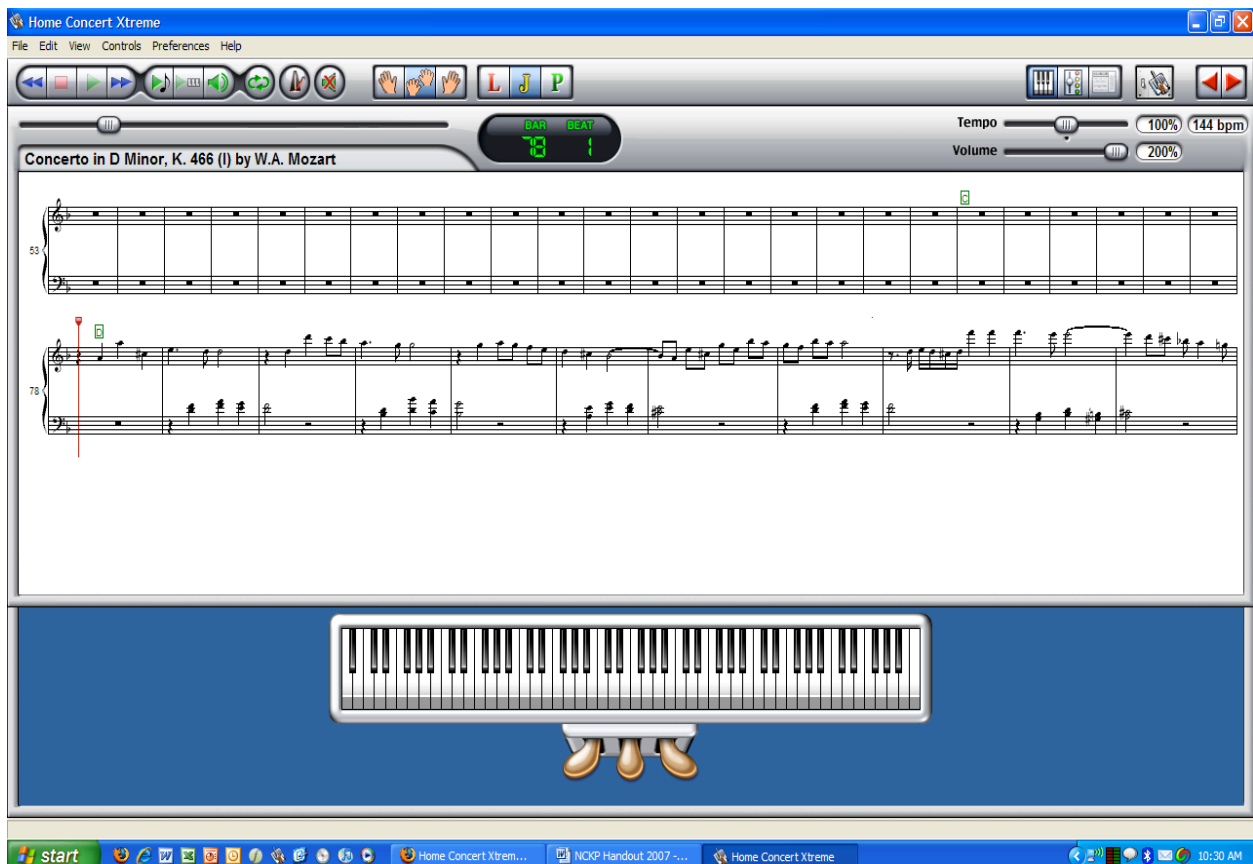 Home Concert Xtreme
File Edit View Controls Preferences Help
L J P
BAR BEAT
78 1
Tempo 100% 144 bpm
Volume 200%
Concerto in D Minor, K. 466 (I) by W.A. Mozart
C
53
D
78
start Home Concert Xtrem... NCKP Handout 2007 -... Home Concert Xtreme 10:30 AM